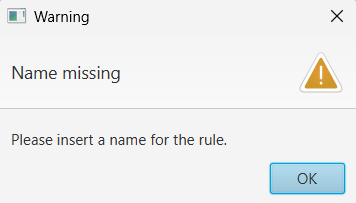 Warning
Name missing
Please insert a name for the rule.
OK